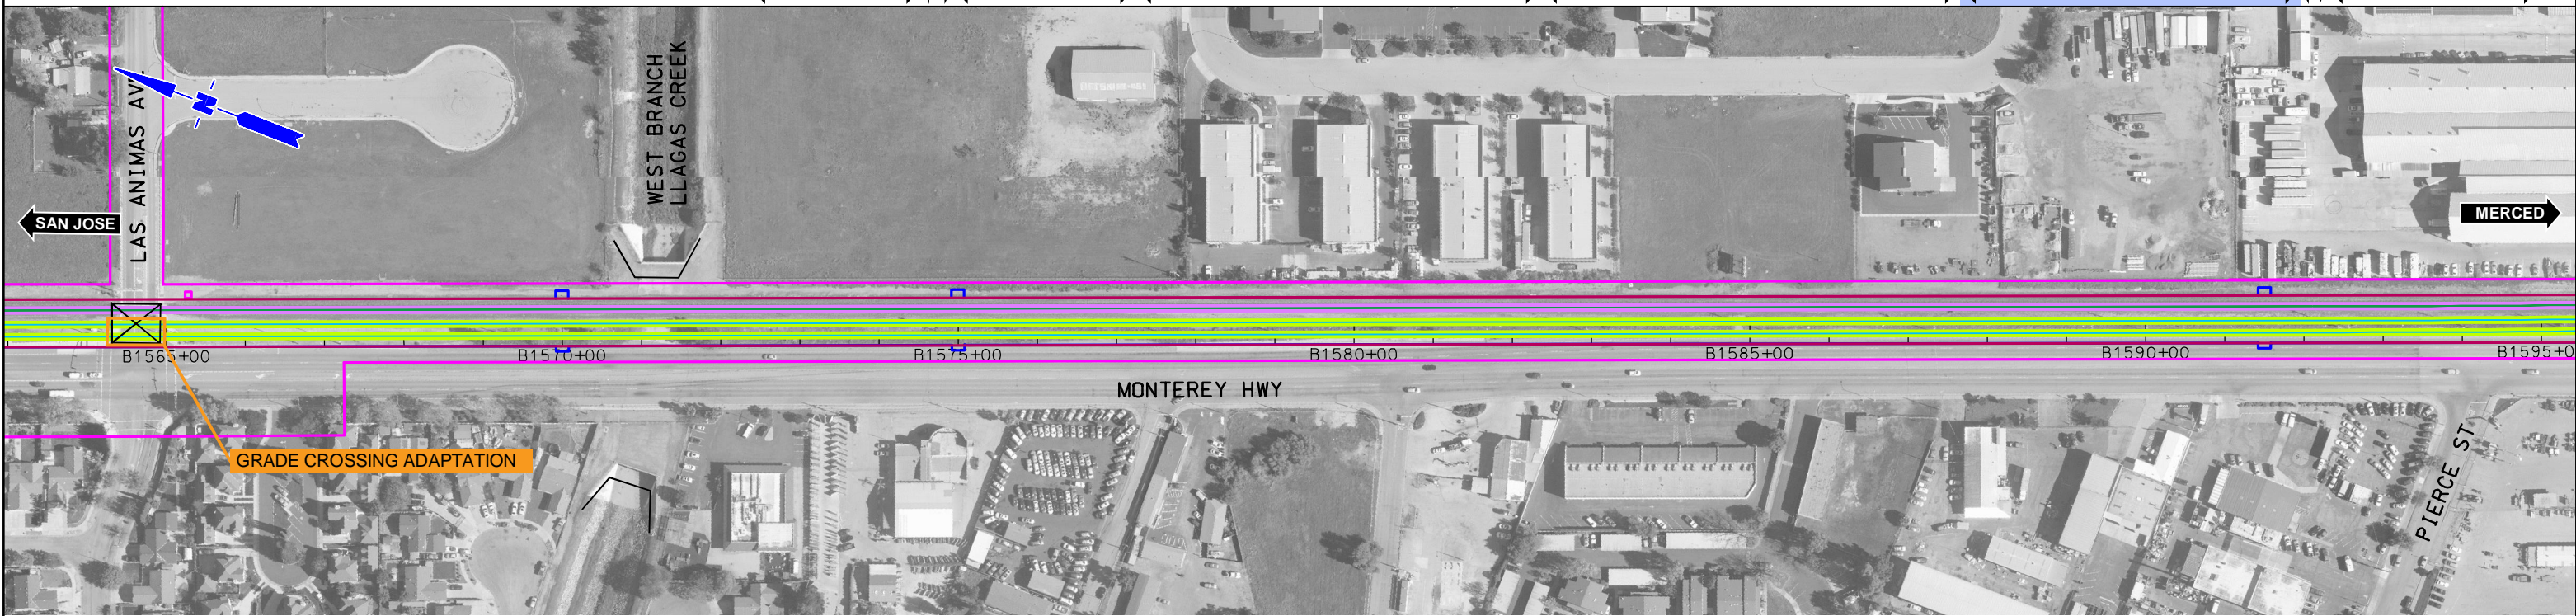 WEST BRANCH
LLAGAS CREEK
LAS ANIMAS AVE
N
SAN JOSE
MERCED
B1565+00
B1570+00
B1575+00
B1580+00
B1585+00
B1590+00
B1595+0
MONTEREY HWY
GRADE CROSSING ADAPTATION
PIERCE ST